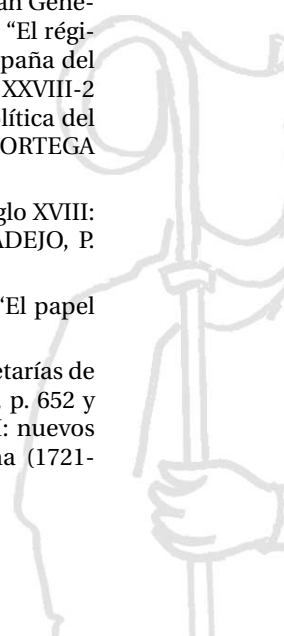 an Gene-
"El régi-
paña del
XXVIII-2
lítica del
ORTEGA
glo XVIII:
ADEJO, P.
"El papel
etarías de
p. 652 y
I: nuevos
na (1721-